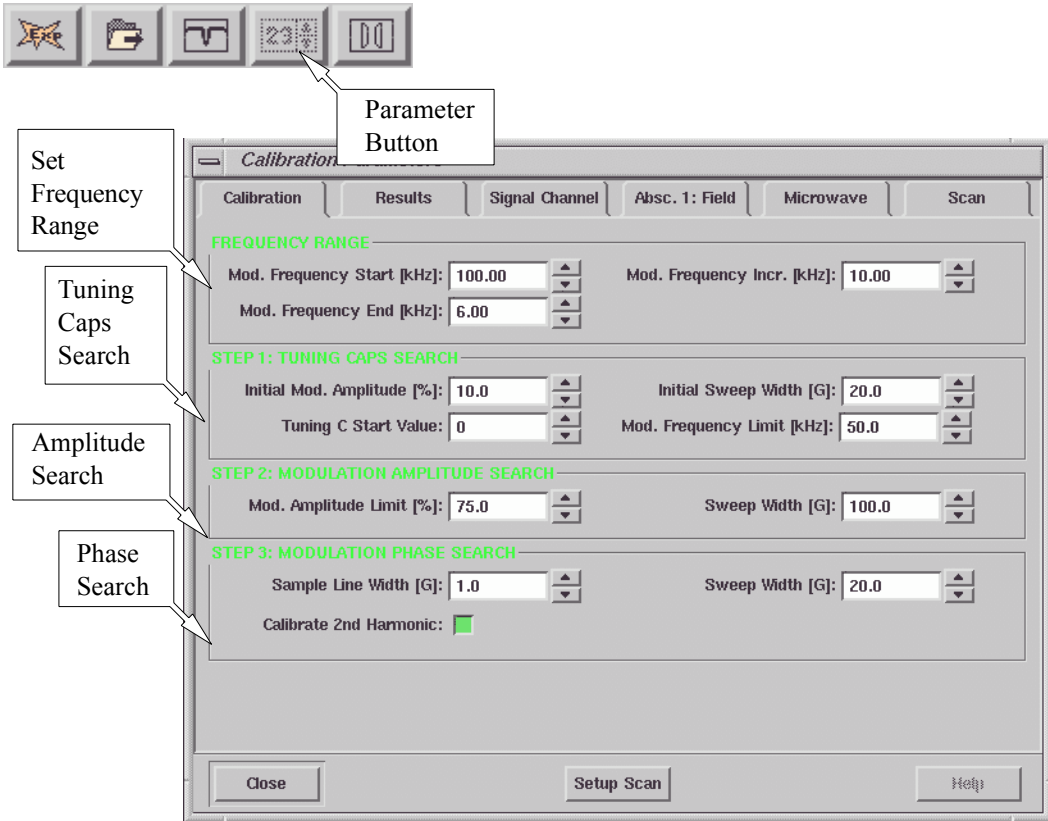 EXP
23
Parameter
Button
Set
Frequency
Range
Tuning
Caps
Search
Amplitude
Search
Phase
Search
Calibration
Calibration Results Signal Channel Absc. 1: Field Microwave Scan
FREQUENCY RANGE
Mod. Frequency Start [kHz]: 100.00 Mod. Frequency Incr. [kHz]: 10.00
Mod. Frequency End [kHz]: 6.00
STEP 1: TUNING CAPS SEARCH
Initial Mod. Amplitude [%]: 10.0 Initial Sweep Width [G]: 20.0
Tuning C Start Value: 0 Mod. Frequency Limit [kHz]: 50.0
STEP 2: MODULATION AMPLITUDE SEARCH
Mod. Amplitude Limit [%]: 75.0 Sweep Width [G]: 100.0
STEP 3: MODULATION PHASE SEARCH
Sample Line Width [G]: 1.0 Sweep Width [G]: 20.0
Calibrate 2nd Harmonic:
Close Setup Scan Help